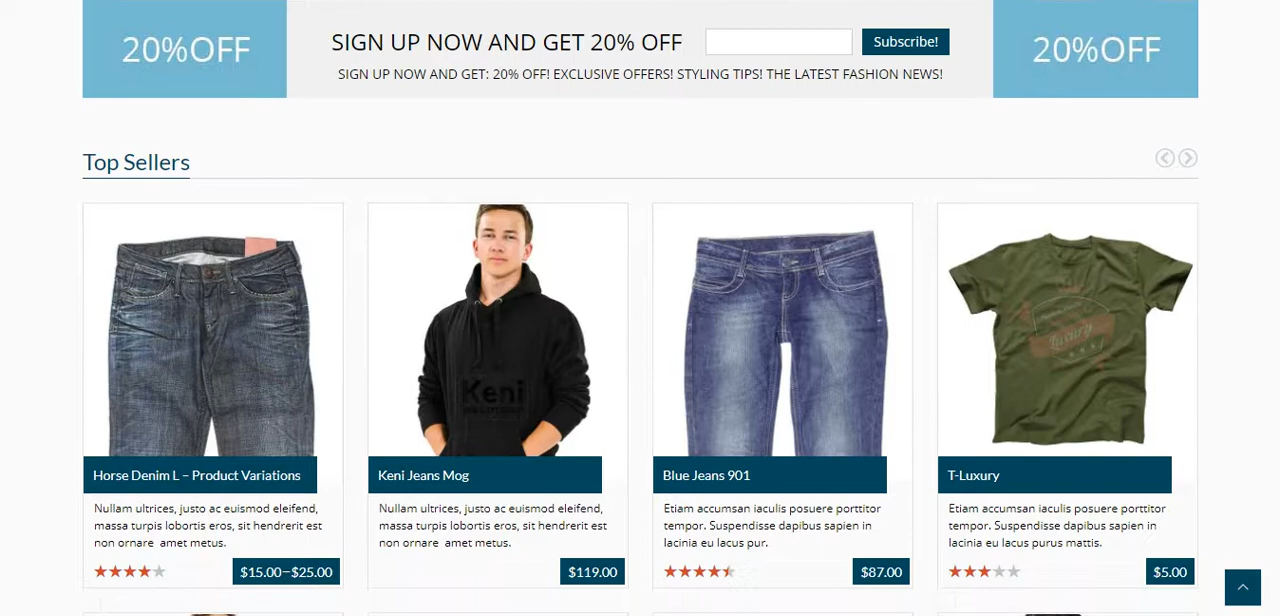 20%OFF
SIGN UP NOW AND GET 20% OFF
Subscribe!
SIGN UP NOW AND GET: 20% OFF! EXCLUSIVE OFFERS! STYLING TIPS! THE LATEST FASHION NEWS!
20%OFF
Top Sellers
Keni
Luxury
Horse Denim L – Product Variations
Keni Jeans Mog
Blue Jeans 901
T-Luxury
Nullam ultrices, justo ac euismod eleifend,
massa turpis lobortis eros, sit hendrerit est
non ornare amet metus.
Nullam ultrices, justo ac euismod eleifend,
massa turpis lobortis eros, sit hendrerit est
non ornare amet metus.
Etiam accumsan iaculis posuere porttitor
tempor. Suspendisse dapibus sapien in
lacinia eu lacus pur.
Etiam accumsan iaculis posuere porttitor
tempor. Suspendisse dapibus sapien in
lacinia eu lacus purus mattis.
$15.00–$25.00
$119.00
$87.00
$5.00